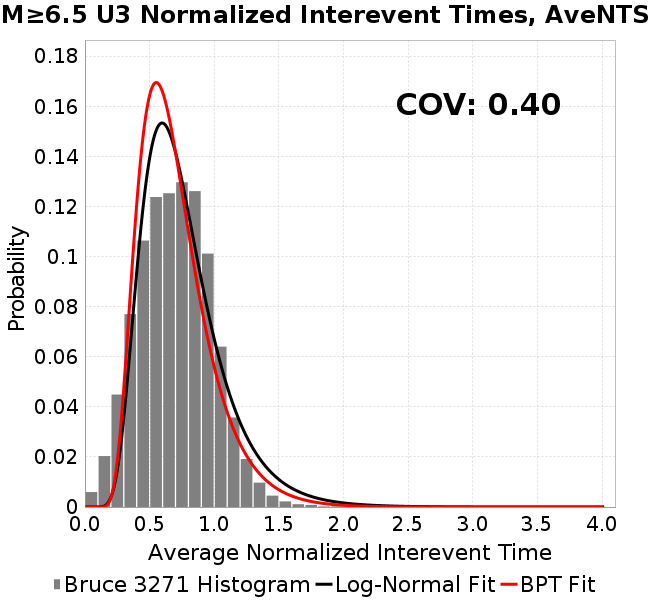 M≥6.5 U3 Normalized Interevent Times, AveNTS
COV: 0.40
Probability
0.18
0.16
0.14
0.12
0.1
0.08
0.06
0.04
0.02
0
0.0 0.5 1.0 1.5 2.0 2.5 3.0 3.5 4.0
Average Normalized Interevent Time
Bruce 3271 Histogram Log-Normal Fit BPT Fit